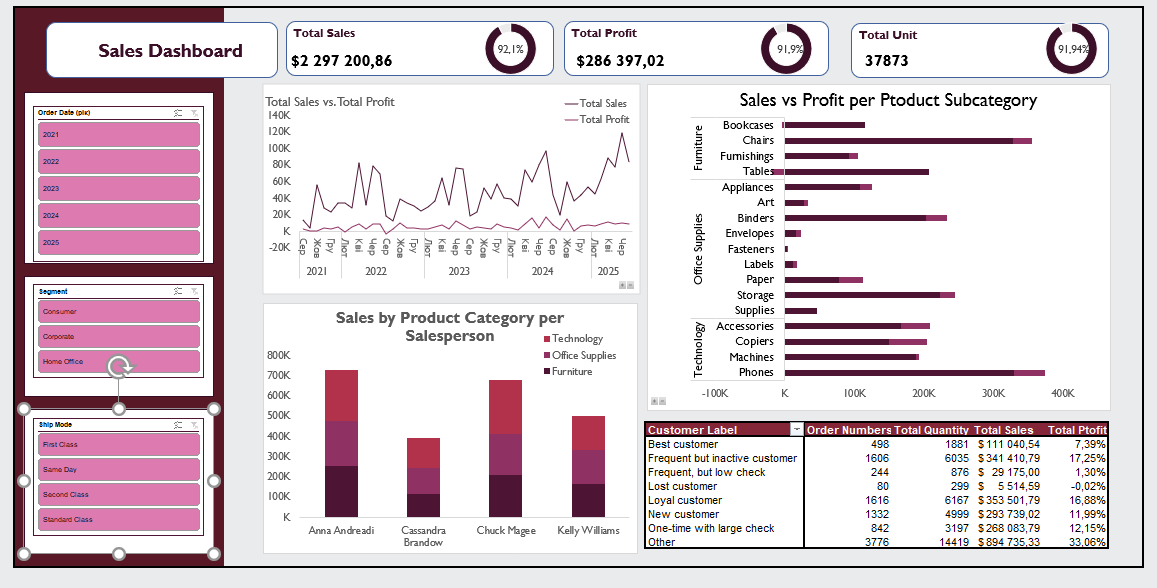 Sales Dashboard
Total Sales
$2 297 200,86
92,1%
Total Profit
$286 397,02
91,9%
Total Unit
37873
91,94%
Order Date (рік)
2021
2022
2023
2024
2025
Segment
Consumer
Corporate
Home Office
Ship Mode
First Class
Same Day
Second Class
Standard Class
Total Sales vs. Total Profit
Total Sales
Total Profit
140K
120K
100K
80K
60K
40K
20K
K
-20K
Сер Жов Гру Лют Кві Чер Сер Жов Гру Лют Кві Чер Сер Жов Гру Лют Кві Чер Сер Жов Гру Лют Кві Чер
2021 2022 2023 2024 2025
Sales by Product Category per
Salesperson
Technology
Office Supplies
Furniture
800K
700K
600K
500K
400K
300K
200K
100K
K
Anna Andreadi Cassandra Brandow Chuck Magee Kelly Williams
Sales vs Profit per Ptoduct Subcategory
Furniture
Bookcases
Chairs
Furnishings
Tables
Office Supplies
Appliances
Art
Binders
Envelopes
Fasteners
Labels
Paper
Storage
Supplies
Technology
Accessories
Copiers
Machines
Phones
-100K K 100K 200K 300K 400K
Customer Label Order Numbers Total Quantity Total Sales Total Ptofit
Best customer 498 1881 $ 111 040,54 7,39%
Frequent but inactive customer 1606 6035 $ 341 410,79 17,25%
Frequent, but low check 244 876 $ 29 175,00 1,30%
Lost customer 80 299 $ 5 514,59 -0,02%
Loyal customer 1616 6167 $ 353 501,79 16,88%
New customer 1332 4999 $ 293 739,02 11,99%
One-time with large check 842 3197 $ 268 083,79 12,15%
Other 3776 14419 $ 894 735,33 33,06%